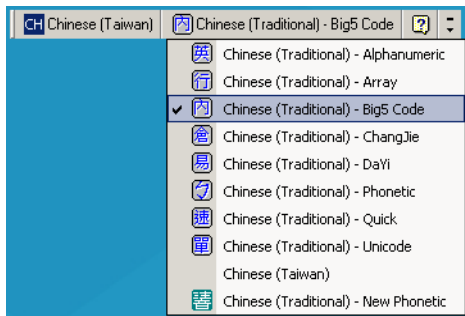 CH Chinese (Taiwan) 內 Chinese (Traditional) - Big5 Code ?
英 Chinese (Traditional) - Alphanumeric
行 Chinese (Traditional) - Array
內 Chinese (Traditional) - Big5 Code
倉 Chinese (Traditional) - ChangJie
易 Chinese (Traditional) - DaYi
ㄅ Chinese (Traditional) - Phonetic
速 Chinese (Traditional) - Quick
單 Chinese (Traditional) - Unicode
Chinese (Taiwan)
Chinese (Traditional) - New Phonetic